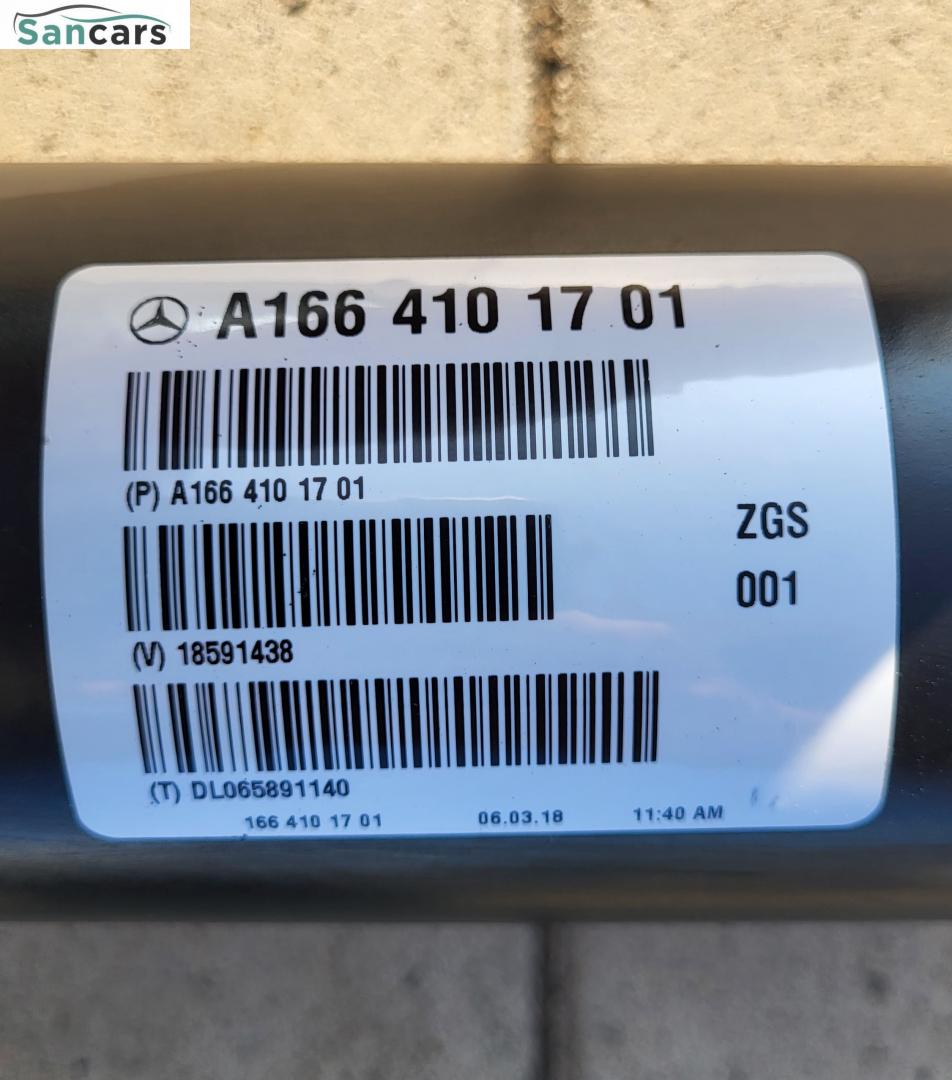 Sancars
A166 410 17 01
(P) A166 410 17 01
ZGS
001
(V) 18591438
(T) DL065891140
166 410 17 01 06.03.18 11:40 AM